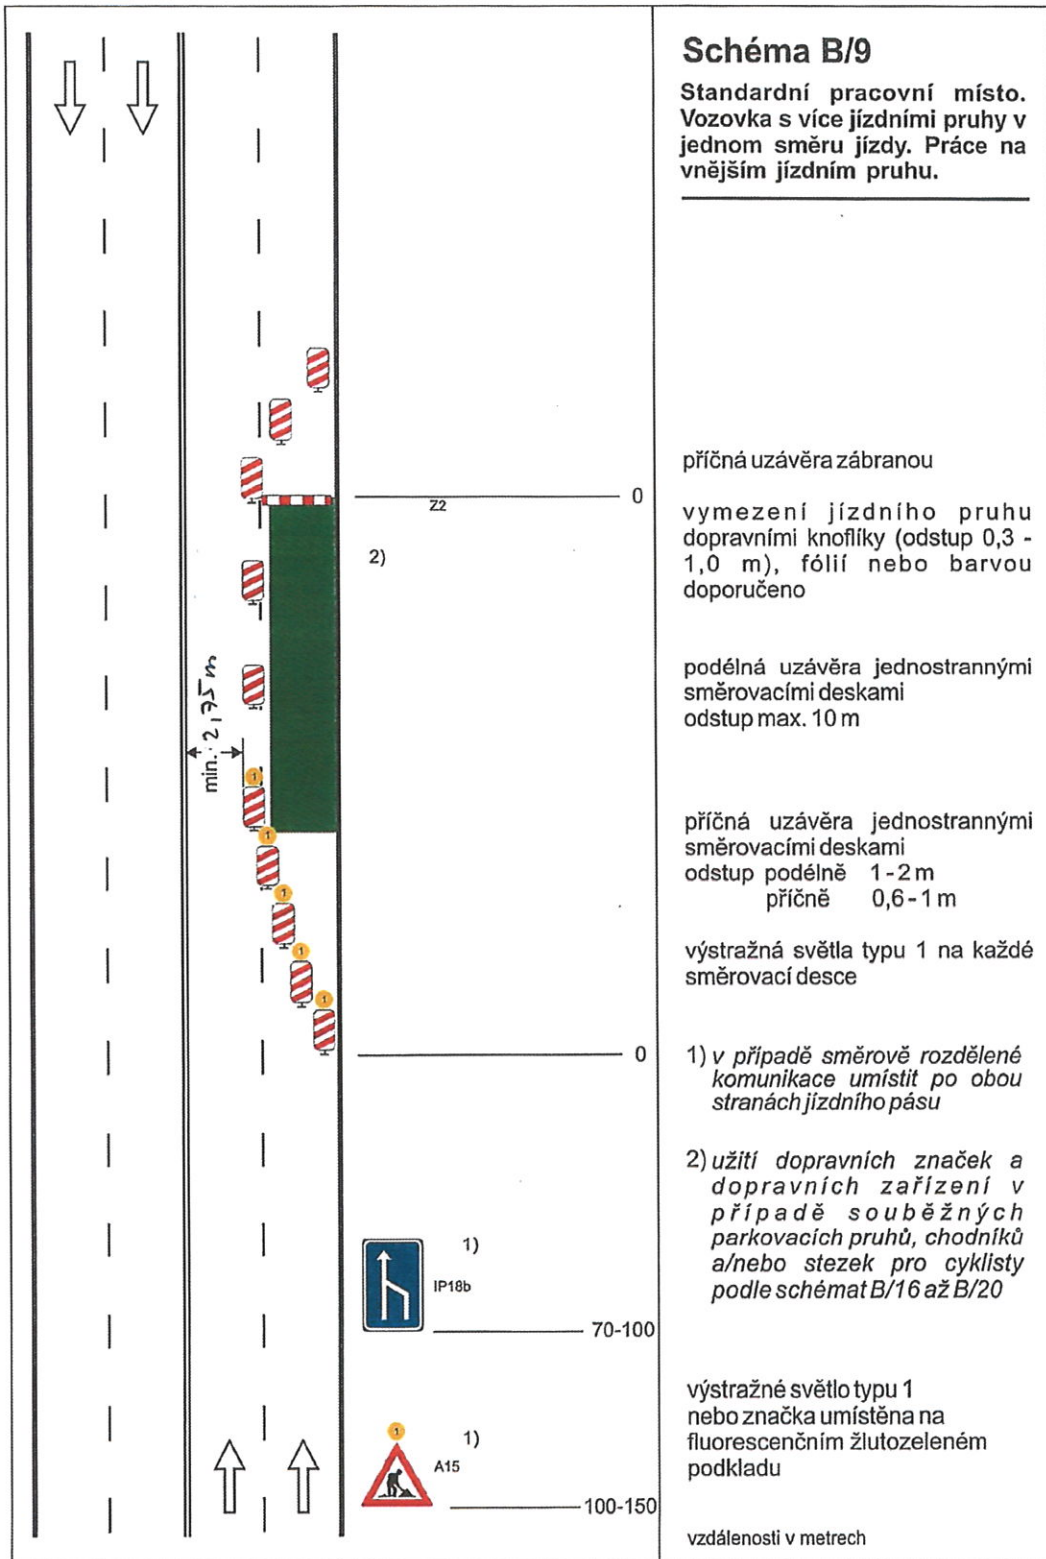 Schéma B/9
Standardní pracovní místo.
Vozovka s více jízdními pruhy v
jednom směru jízdy. Práce na
vnějším jízdním pruhu.
příčná uzávěra zábranou
0
Z2
vymezení jízdního pruhu
dopravními knoflíky (odstup 0,3 -
1,0 m), fólií nebo barvou
doporučeno
2)
podélná uzávěra jednostrannými
směrovacími deskami
odstup max. 10 m
min. 2,75m
1
1
1
1
1
příčná uzávěra jednostrannými
směrovacími deskami
odstup podélně 1-2 m
příčně 0,6-1 m
výstražná světla typu 1 na každé
směrovací desce
0
1) v případě směrově rozdělené
komunikace umístit po obou
stranách jízdního pásu
2) užití dopravních značek a
dopravních zařízení v
případě souběžných
parkovacích pruhů, chodníků
a/nebo stezek pro cyklisty
podle schémat B/16 až B/20
1)
IP18b
70-100
výstražné světlo typu 1
nebo značka umístěna na
fluorescenčním žlutozeleném
podkladu
1
1)
A15
100-150
vzdálenosti v metrech